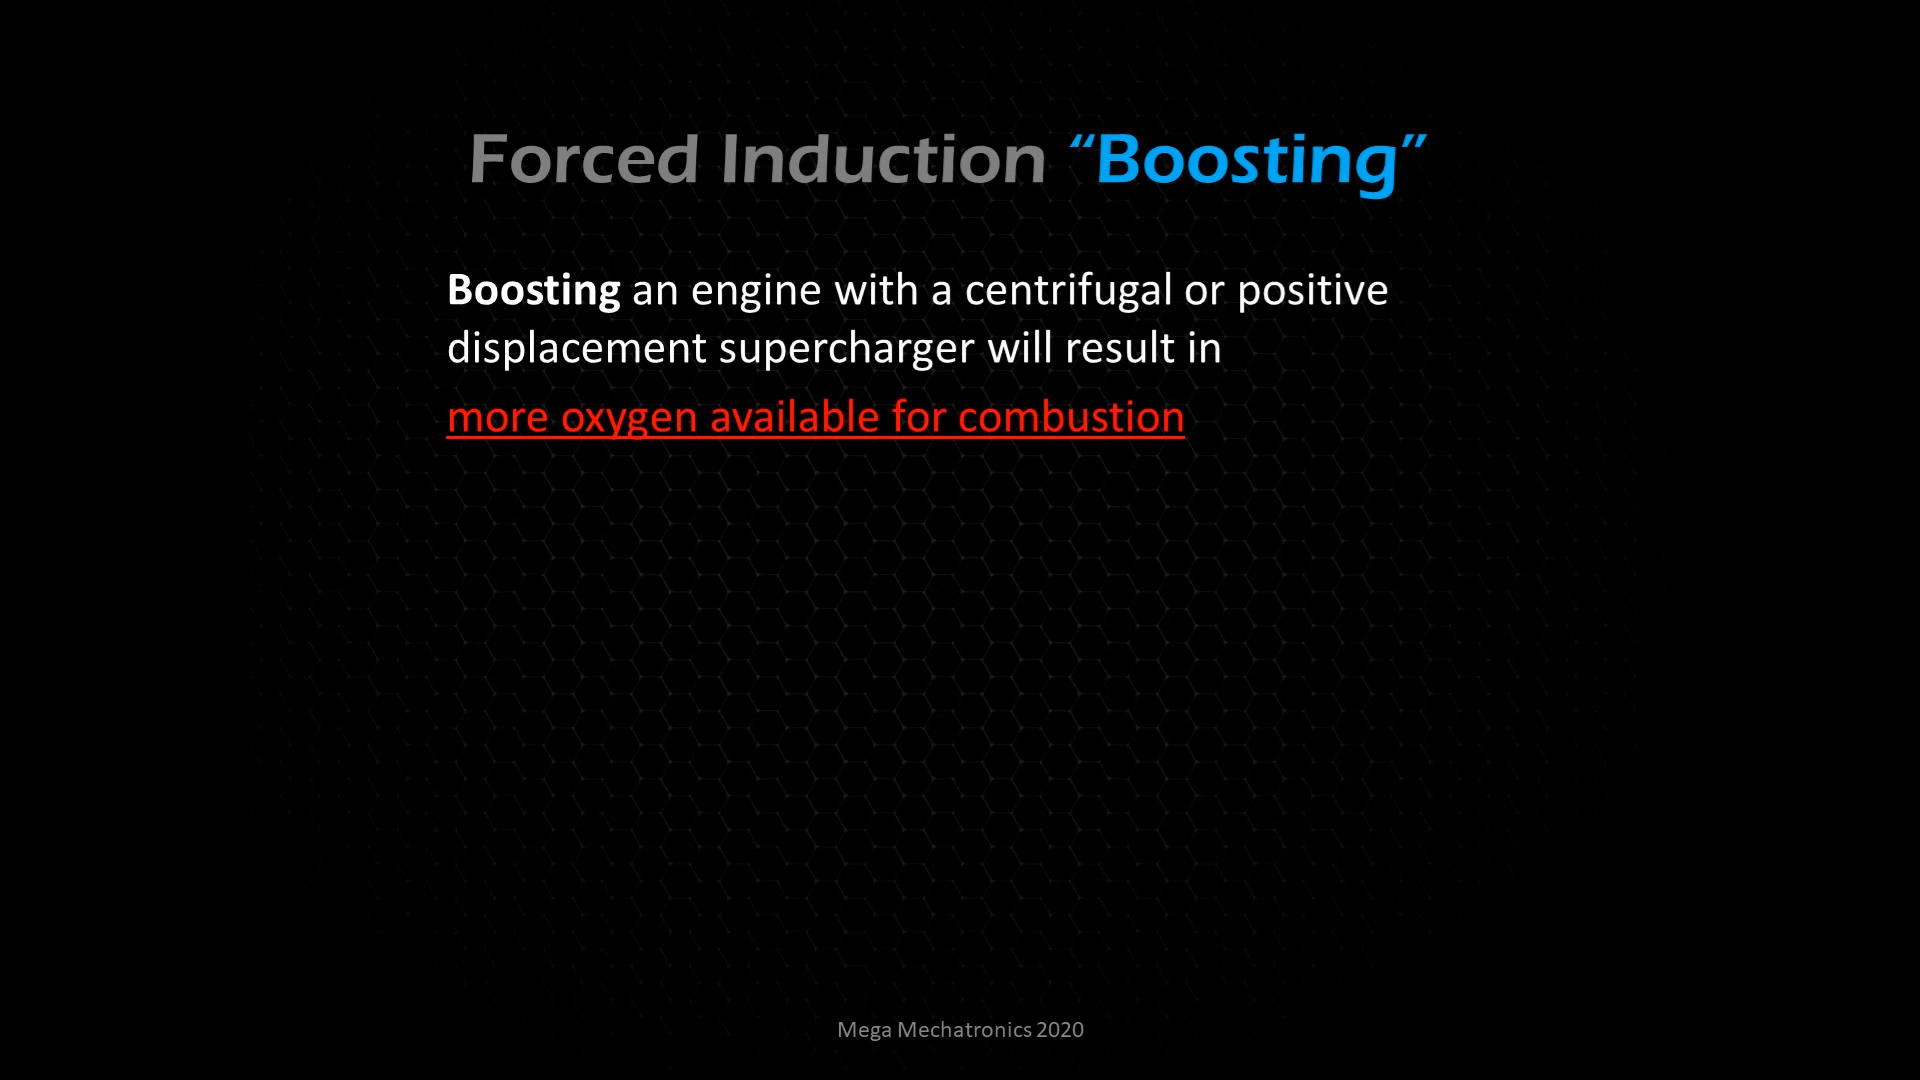 Forced Induction “Boosting”
Boosting an engine with a centrifugal or positive
displacement supercharger will result in
more oxygen available for combustion
Mega Mechatronics 2020